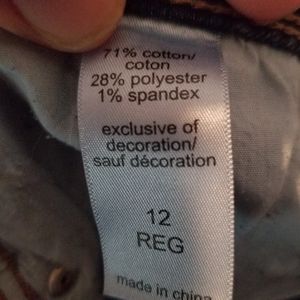 71% cotton/
coton
28% polyester
1% spandex
exclusive of
decoration/
sauf décoration
12
REG
made in china